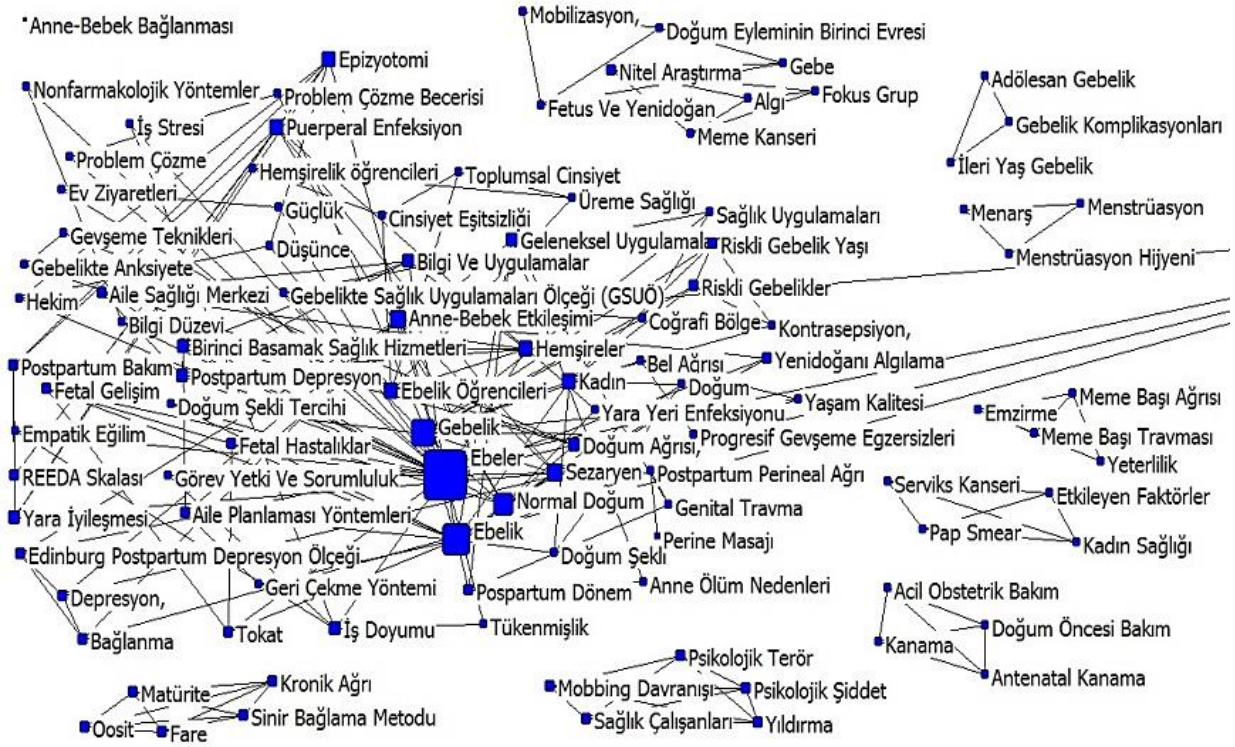 Anne-Bebek Bağlanması
Mobilizasyon,
Doğum Eyleminin Birinci Evresi
Epizyotomi
Nitel Araştırma
Gebe
Adölesan Gebelik
Nonfarmakolojik Yöntemler
Problem Çözme Becerisi
Fetus Ve Yenidoğan
Algı
Fokus Grup
İş Stresi
Puerperal Enfeksiyon
Meme Kanseri
Gebelik Komplikasyonları
Problem Çözme
Hemşirelik öğrencileri
Toplumsal Cinsiyet
İleri Yaş Gebelik
Ev Ziyaretleri
Güçlük
Cinsiyet Eşitsizliği
Üreme Sağlığı
Sağlık Uygulamaları
Menarş
Menstrüasyon
Gevşeme Teknikleri
Düşünce
Geleneksel Uygulamalar
Riskli Gebelik Yaşı
Menstrüasyon Hijyeni
Gebelikte Anksiyete
Bilgi Ve Uygulamalar
Hekim
Aile Sağlığı Merkezi
Gebelikte Sağlık Uygulamaları Ölçeği (GSUÖ)
Riskli Gebelikler
Bilgi Düzevi
Anne-Bebek Etkileşimi
Coğrafi Bölge
Kontrasepsiyon,
Birinci Basamak Sağlık Hizmetleri
Hemşireler
Bel Ağrısı
Yenidoğanı Algılama
Postpartum Bakım
Postpartum Depresyon
Ebelik Öğrencileri
Kadın
Doğum
Fetal Gelişim
Doğum Şekli Tercihi
Yara Yeri Enfeksiyonu
Yaşam Kalitesi
Emzirme
Meme Başı Ağrısı
Empatik Eğilim
Fetal Hastalıklar
Gebelik
Doğum Ağrısı,
Progresif Gevşeme Egzersizleri
Meme Başı Travması
REEDA Skalası
Görev Yetki Ve Sorumluluk
Ebeler
Sezaryen
Postpartum Perineal Ağrı
Yeterlilik
Serviks Kanseri
Etkileyen Faktörler
Yara İyileşmesi
Aile Planlaması Yöntemleri
Normal Doğum
Genital Travma
Pap Smear
Kadın Sağlığı
Ebelik
Perine Masajı
Edinburg Postpartum Depresyon Ölçeği
Doğum Şekli
Depresyon,
Geri Çekme Yöntemi
Pospartum Dönem
Anne Ölüm Nedenleri
Acil Obstetrik Bakım
Bağlanma
Tokat
İş Doyumu
Tükenmişlik
Kanama
Doğum Öncesi Bakım
Psikolojik Terör
Antenatal Kanama
Matürite
Kronik Ağrı
Mobbing Davranışı
Psikolojik Şiddet
Oosit
Fare
Sinir Bağlama Metodu
Sağlık Çalışanları
Yıldırma